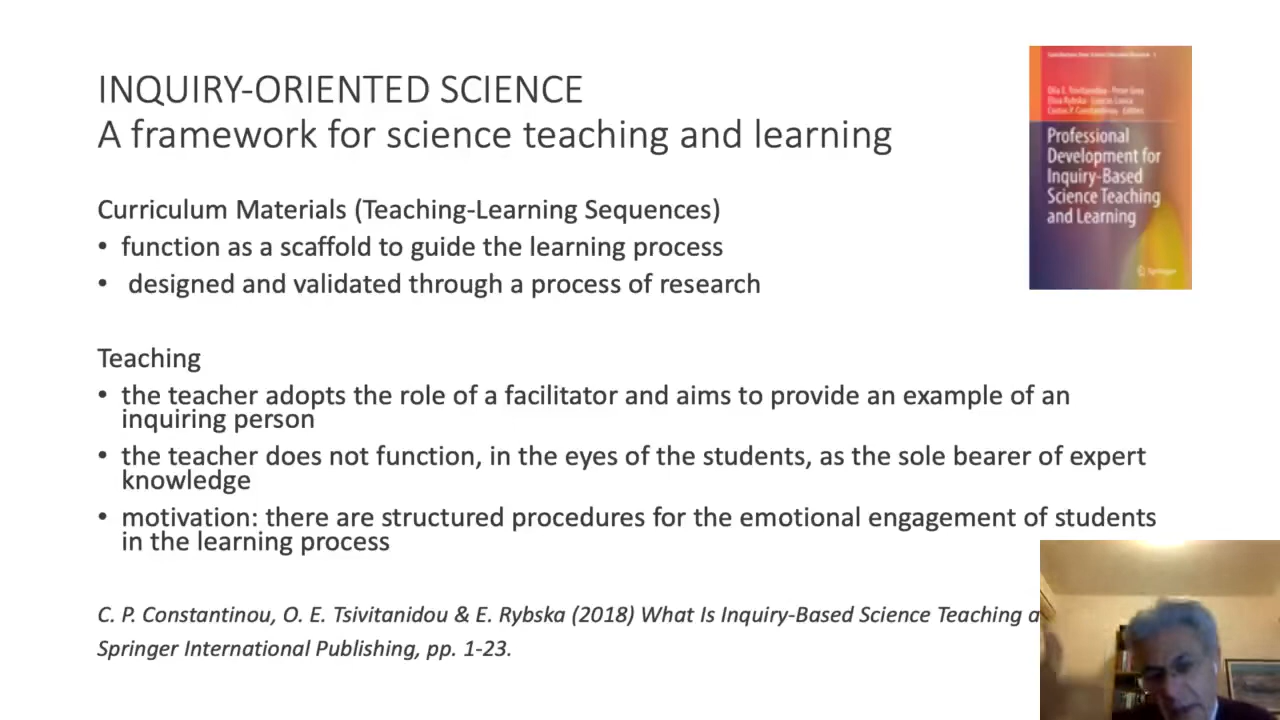 INQUIRY-ORIENTED SCIENCE
A framework for science teaching and learning
Curriculum Materials (Teaching-Learning Sequences)
• function as a scaffold to guide the learning process
• designed and validated through a process of research
Teaching
• the teacher adopts the role of a facilitator and aims to provide an example of an
inquiring person
• the teacher does not function, in the eyes of the students, as the sole bearer of expert
knowledge
• motivation: there are structured procedures for the emotional engagement of students
in the learning process
C. P. Constantinou, O. E. Tsivitanidou & E. Rybska (2018) What Is Inquiry-Based Science Teaching a
Springer International Publishing, pp. 1-23.
Professional
Development for
Inquiry-Based
Science Teaching
and Learning
Springer